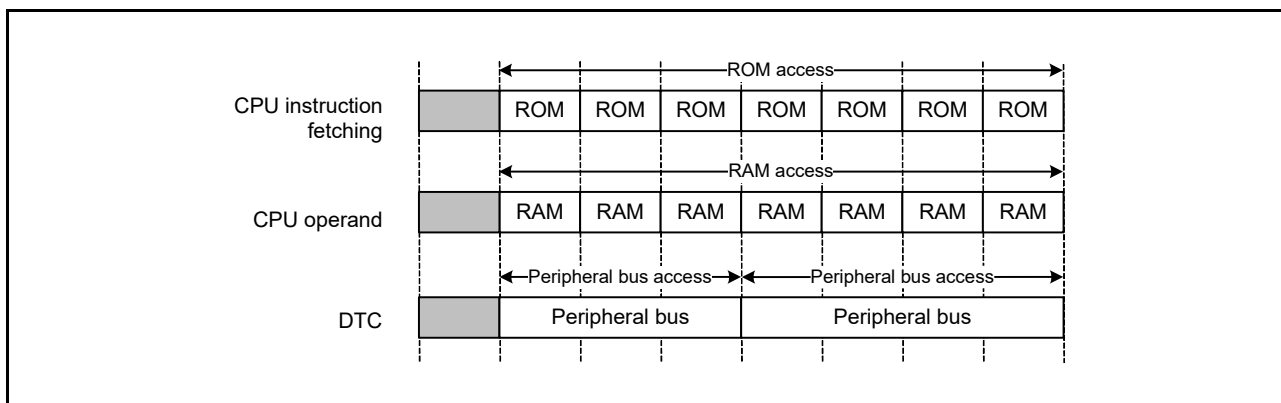 ROM access
CPU instruction fetching
ROM ROM ROM ROM ROM ROM ROM
RAM access
CPU operand
RAM RAM RAM RAM RAM RAM RAM
Peripheral bus access Peripheral bus access
DTC
Peripheral bus Peripheral bus